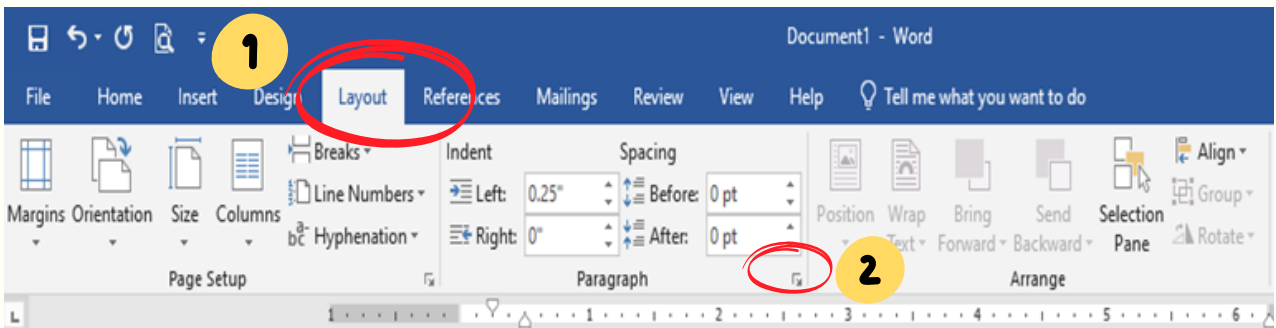 1
Document1 - Word
File Home Insert Design Layout References Mailings Review View Help Tell me what you want to do
Breaks Indent Spacing Align
Line Numbers Left: 0.25" Before: 0 pt Group
Margins Orientation Size Columns Position Wrap Text Bring Forward Send Backward Selection Pane
a-
bc Hyphenation Right: 0" After: 0 pt Rotate
2
Page Setup Paragraph Arrange
L 1 1 2 3 4 5 6